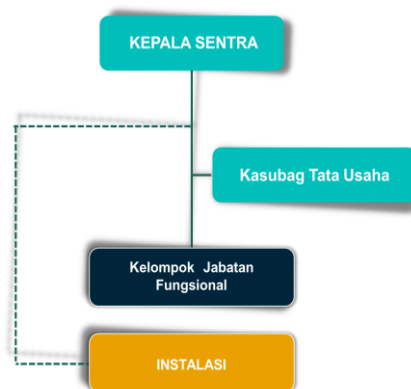 KEPALA SENTRA
Kasubag Tata Usaha
Kelompok Jabatan
Fungsional
INSTALASI